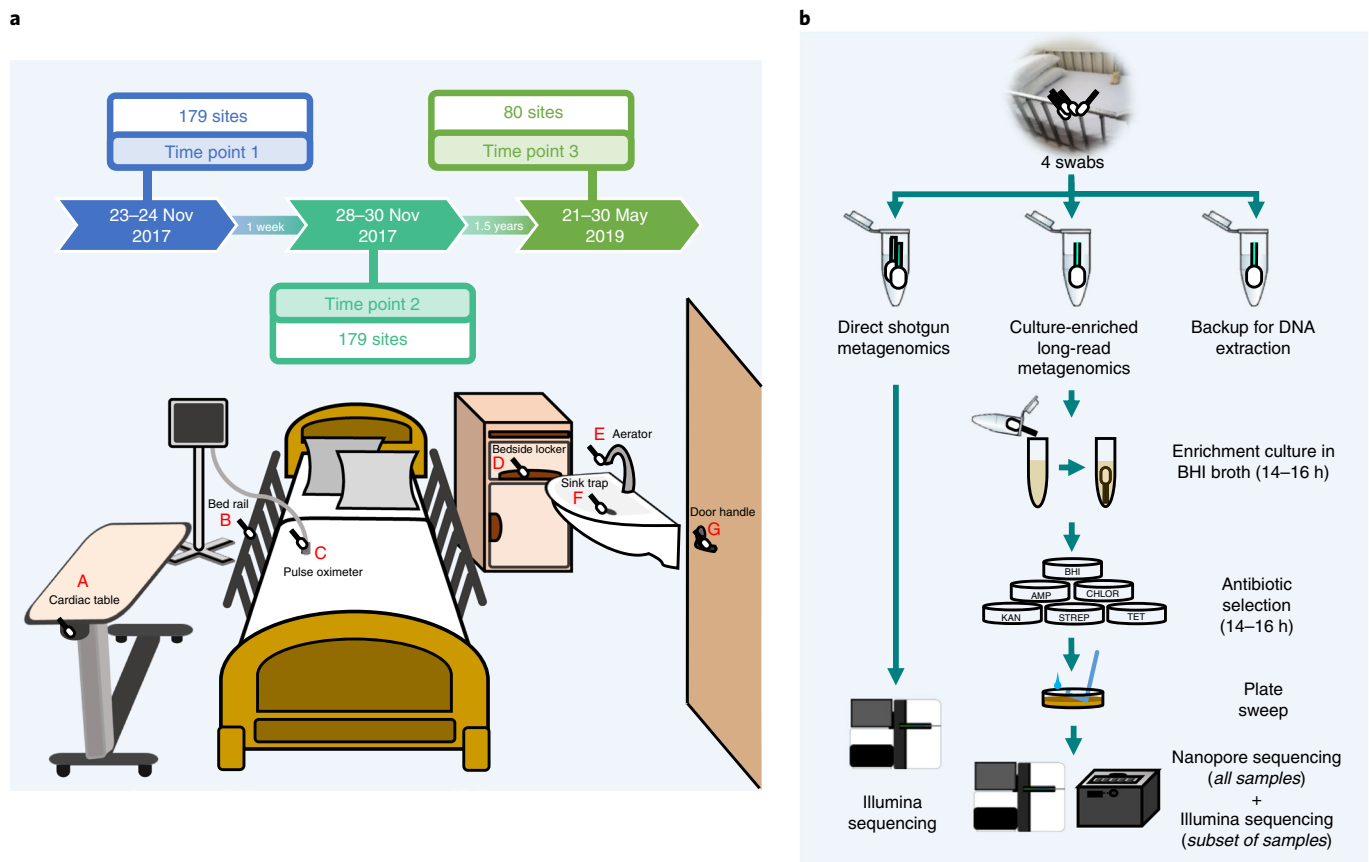 a
179 sites
Time point 1
80 sites
Time point 3
23–24 Nov
2017
1 week
28–30 Nov
2017
1.5 years
21–30 May
2019
Time point 2
179 sites
E Aerator
Bedside locker
D
Sink trap
F
Bed rail
B
Door handle
G
C
Pulse oximeter
A
Cardiac table
b
4 swabs
Direct shotgun
metagenomics
Culture-enriched
long-read
metagenomics
Backup for DNA
extraction
Enrichment culture in
BHI broth (14–16 h)
BHI
AMP CHLOR
KAN STREP TET
Antibiotic
selection
(14–16 h)
Plate
sweep
Illumina
sequencing
Nanopore sequencing
(all samples)
+
Illumina sequencing
(subset of samples)